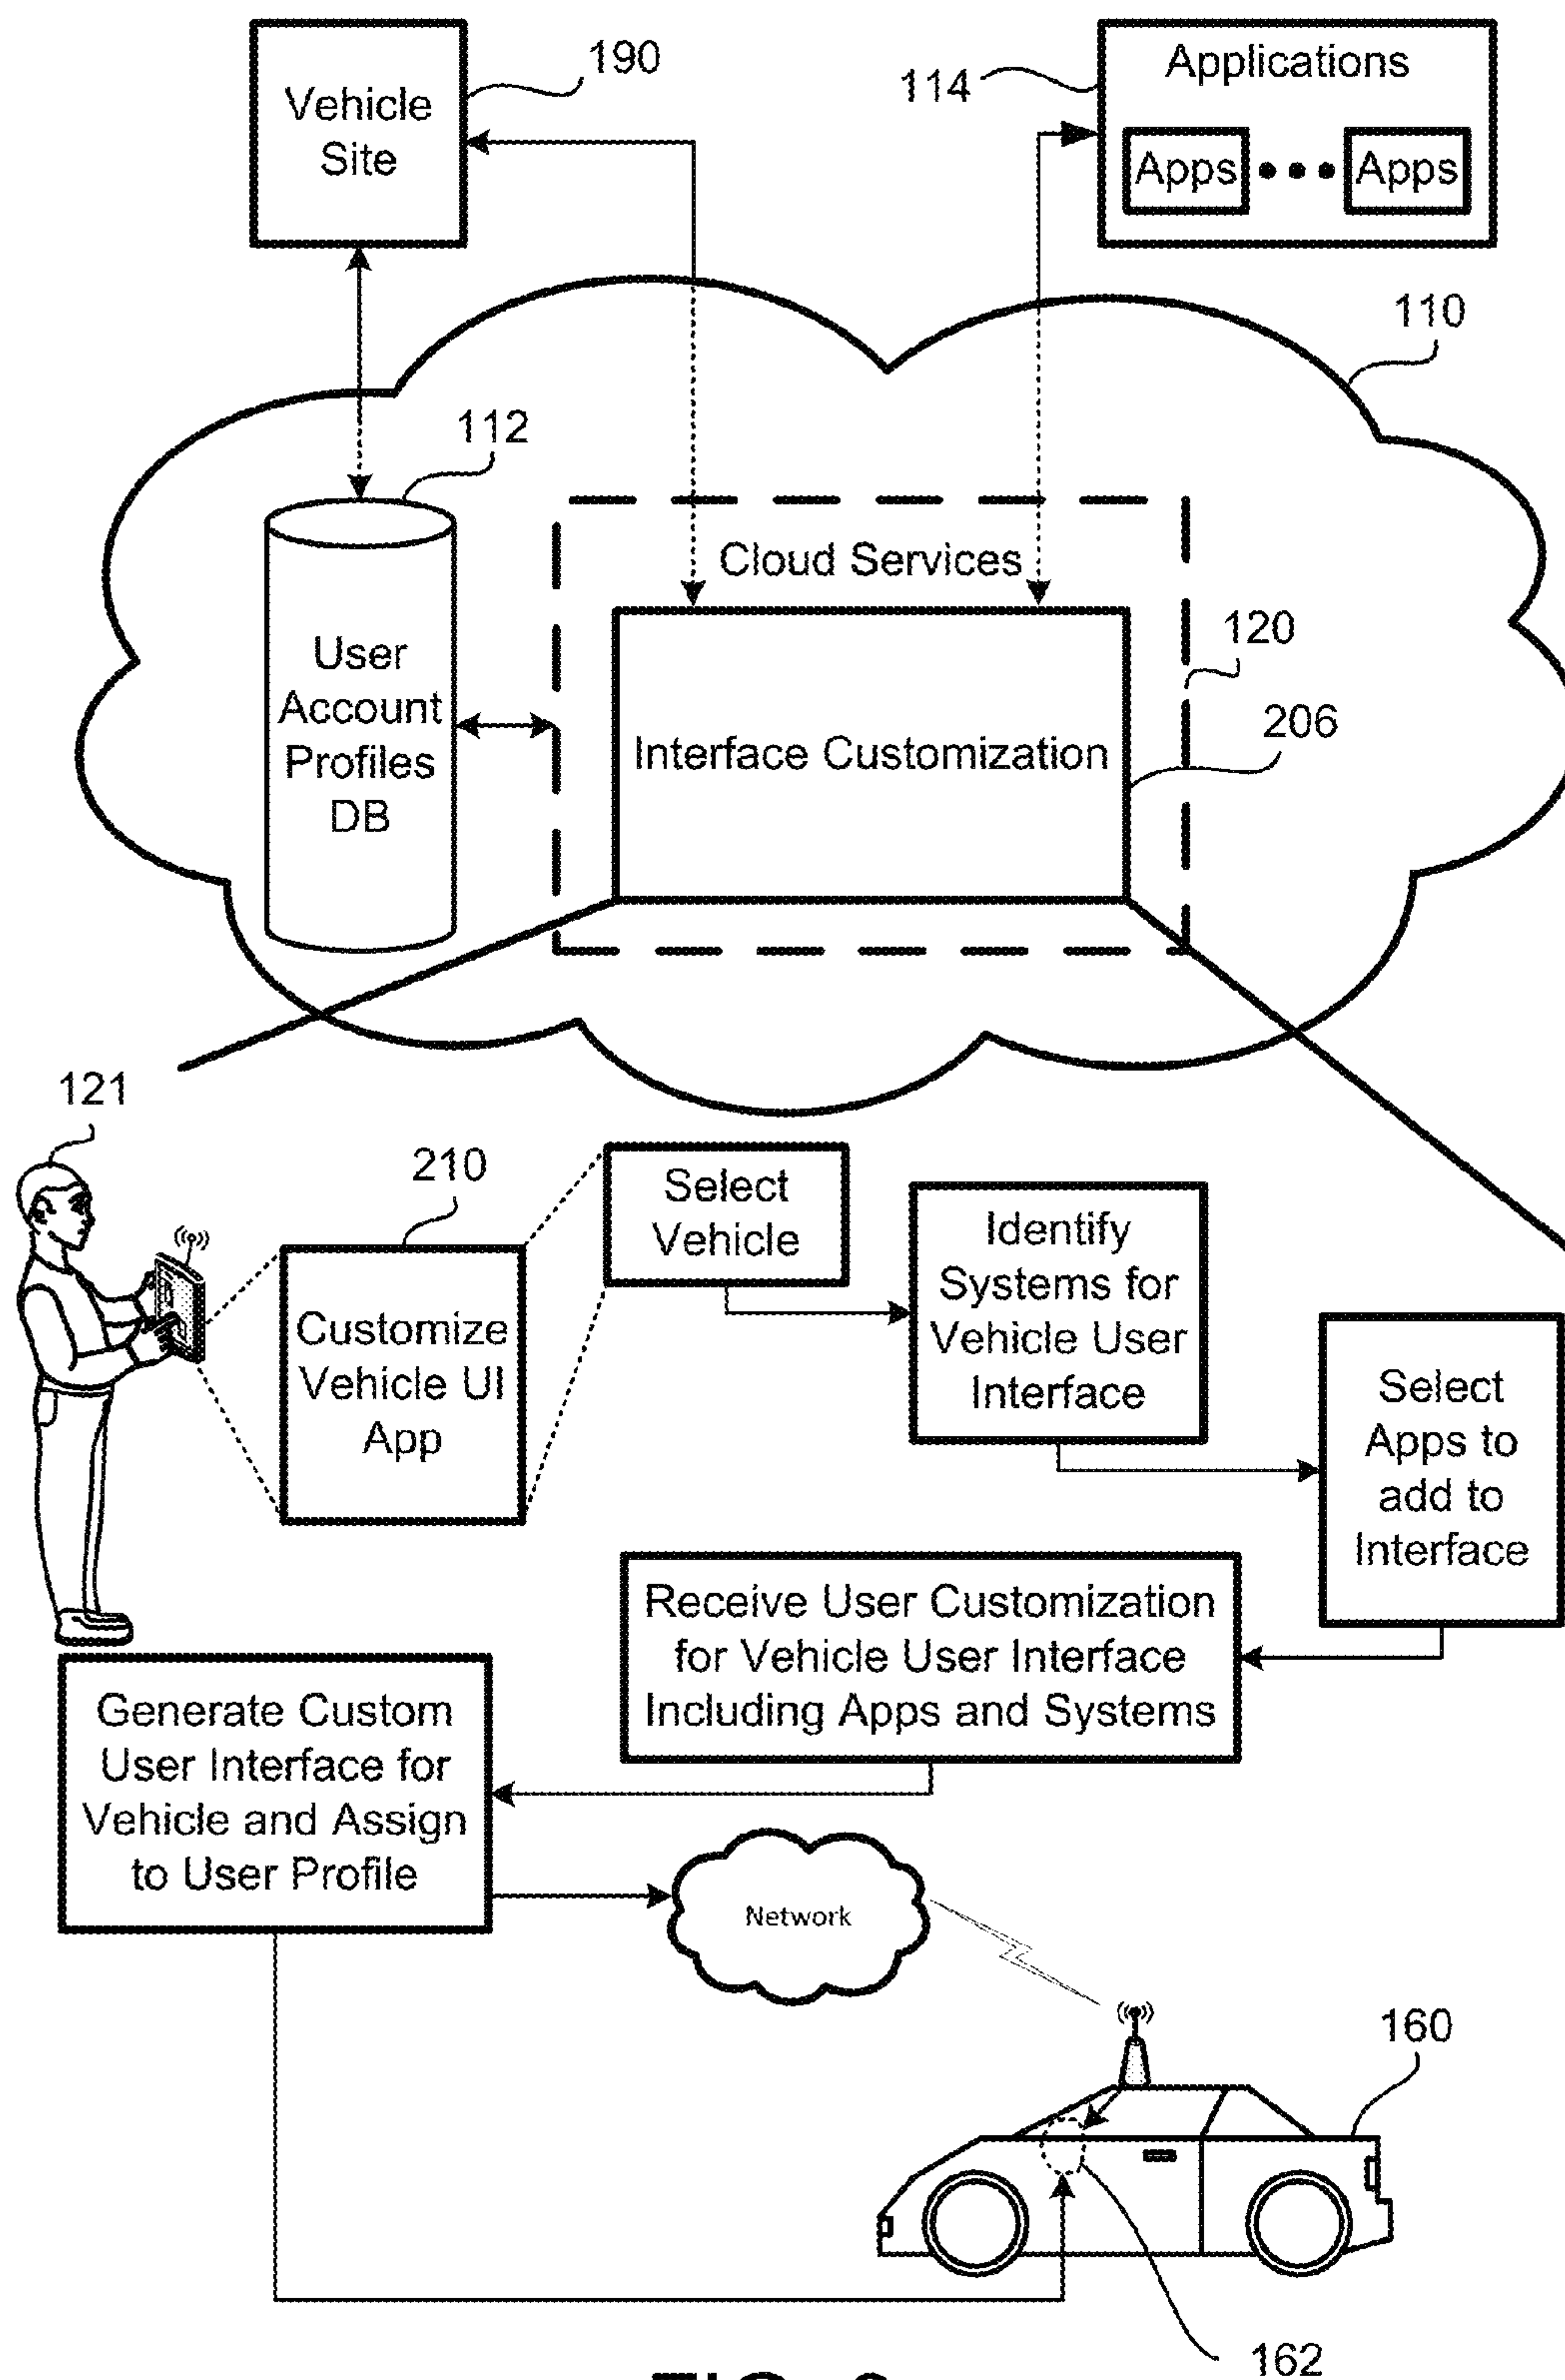 190
Vehicle
Site
114
Applications
Apps
Apps
110
112
Cloud Services
120
User
Account
Profiles
DB
206
Interface Customization
121
210
Select
Vehicle
Identify
Systems for
Vehicle User
Interface
Customize
Vehicle UI
App
Select
Apps to
add to
Interface
Receive User Customization
for Vehicle User Interface
Including Apps and Systems
Generate Custom
User Interface for
Vehicle and Assign
to User Profile
Network
160
162